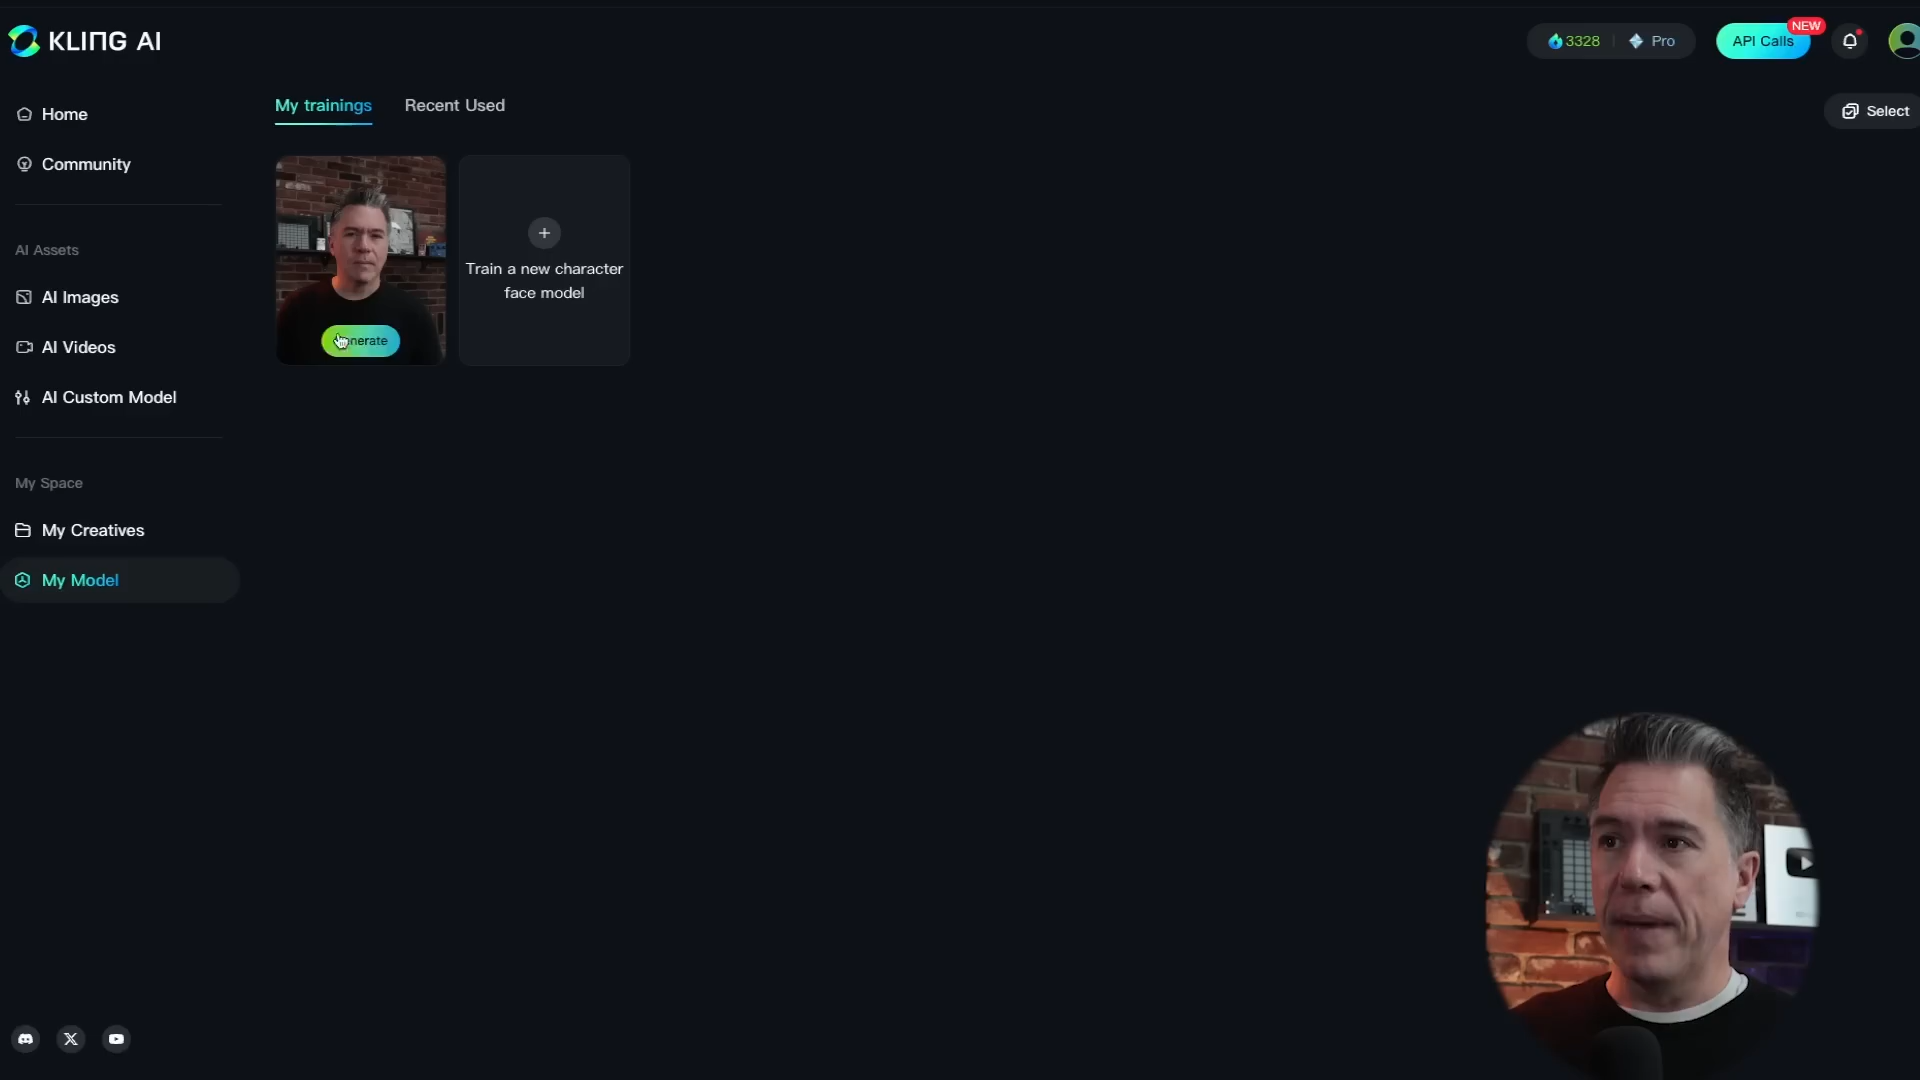 KLING AI
3328
Pro
API Calls
NEW
Home
Community
AI Assets
AI Images
AI Videos
AI Custom Model
My Space
My Creatives
My Model
My trainings
Recent Used
Select
Train a new character
face model